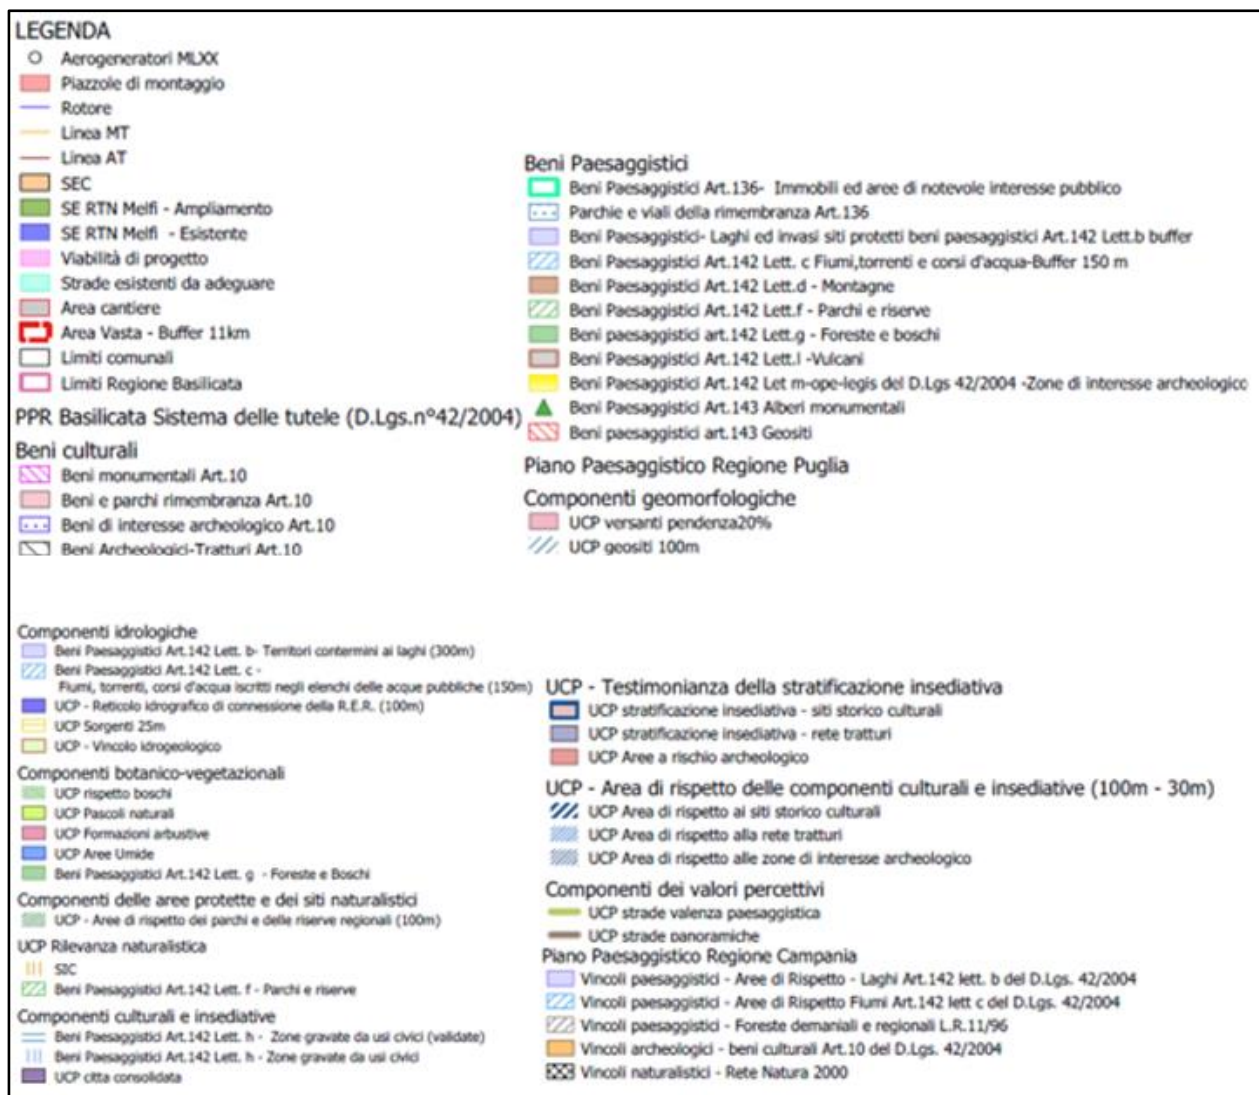 LEGENDA
Aerogeneratori MLXX
Piazzole di montaggio
Rotore
Linea MT
Linea AT
SEC
SE RTN Melfi - Ampliamento
SE RTN Melfi - Esistente
Viabilità di progetto
Strade esistenti da adeguare
Area cantiere
Area Vasta - Buffer 11km
Limiti comunali
Limiti Regione Basilicata
PPR Basilicata Sistema delle tutele (D.Lgs.n°42/2004)
Beni culturali
Beni monumentali Art.10
Beni e parchi rimembranza Art.10
Beni di interesse archeologico Art.10
Beni Archeologici-Tratturi Art.10
Beni Paesaggistici
Beni Paesaggistici Art.136- Immobili ed aree di notevole interesse pubblico
Parchie e viali della rimembranza Art.136
Beni Paesaggistici- Laghi ed invasi siti protetti beni paesaggistici Art.142 Lett.b buffer
Beni Paesaggistici Art.142 Lett. c Fiumi,torrenti e corsi d'acqua-Buffer 150 m
Beni Paesaggistici Art.142 Lett.d - Montagne
Beni Paesaggistici Art.142 Lett.f - Parchi e riserve
Beni paesaggistici art.142 Lett.g - Foreste e boschi
Beni Paesaggistici Art.142 Lett.l -Vulcani
Beni Paesaggistici Art.142 Let m-ope-legis del D.Lgs 42/2004 -Zone di interesse archeologico
Beni Paesaggistici Art.143 Alberi monumentali
Beni paesaggistici art.143 Geositi
Piano Paesaggistico Regione Puglia
Componenti geomorfologiche
UCP versanti pendenza20%
UCP geositi 100m
Componenti idrologiche
Beni Paesaggistici Art.142 Lett. b- Territori contermini ai laghi (300m)
Beni Paesaggistici Art.142 Lett. c -
Fiumi, torrenti, corsi d'acqua iscritti negli elenchi delle acque pubbliche (150m)
UCP - Reticolo idrografico di connessione della R.E.R. (100m)
UCP Sorgenti 25m
UCP - Vincolo idrogeologico
Componenti botanico-vegetazionali
UCP rispetto boschi
UCP Pascoli naturali
UCP Formazioni arbustive
UCP Aree Umide
Beni Paesaggistici Art.142 Lett. g - Foreste e Boschi
Componenti delle aree protette e dei siti naturalistici
UCP - Aree di rispetto dei parchi e delle riserve regionali (100m)
UCP Rilevanza naturalistica
SIC
Beni Paesaggistici Art.142 Lett. f - Parchi e riserve
Componenti culturali e insediative
Beni Paesaggistici Art.142 Lett. h - Zone gravate da usi civici (validate)
Beni Paesaggistici Art.142 Lett. h - Zone gravate da usi civici
UCP citta consolidata
UCP - Testimonianza della stratificazione insediativa
UCP stratificazione insediativa - siti storico culturali
UCP stratificazione insediativa - rete tratturi
UCP Aree a rischio archeologico
UCP - Area di rispetto delle componenti culturali e insediative (100m - 30m)
UCP Area di rispetto ai siti storico culturali
UCP Area di rispetto alla rete tratturi
UCP Area di rispetto alle zone di interesse archeologico
Componenti dei valori percettivi
UCP strade valenza paesaggistica
UCP strade panoramiche
Piano Paesaggistico Regione Campania
Vincoli paesaggistici - Aree di Rispetto - Laghi Art.142 lett. b del D.Lgs. 42/2004
Vincoli paesaggistici - Aree di Rispetto Fiumi Art.142 lett c del D.Lgs. 42/2004
Vincoli paesaggistici - Foreste demaniali e regionali L.R.11/96
Vincoli archeologici - beni culturali Art.10 del D.Lgs. 42/2004
Vincoli naturalistici - Rete Natura 2000